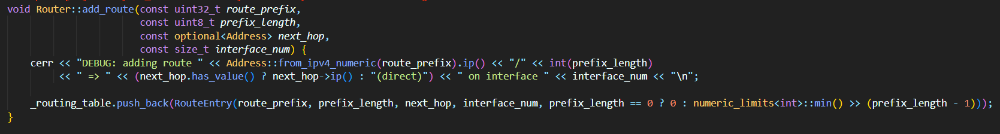 void Router::add_route(const uint32_t route_prefix,
                       const uint8_t prefix_length,
                       const optional<Address> next_hop,
                       const size_t interface_num) {
    cerr << "DEBUG: adding route " << Address::from_ipv4_numeric(route_prefix).ip() << "/" << int(prefix_length)
         << " => " << (next_hop.has_value() ? next_hop->ip() : "(direct)") << " on interface " << interface_num << "\n";

    _routing_table.push_back(RouteEntry(route_prefix, prefix_length, next_hop, interface_num, prefix_length == 0 ? 0 : numeric_limits<int>::min() >> (prefix_length - 1)));
}